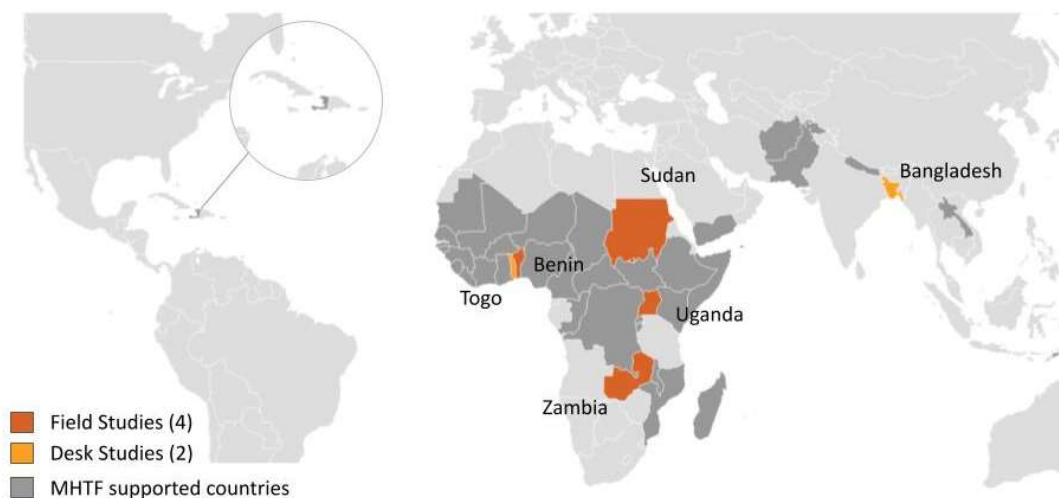 Sudan
Bangladesh
Benin
Togo
Uganda
Zambia
Field Studies (4)
Desk Studies (2)
MHTF supported countries